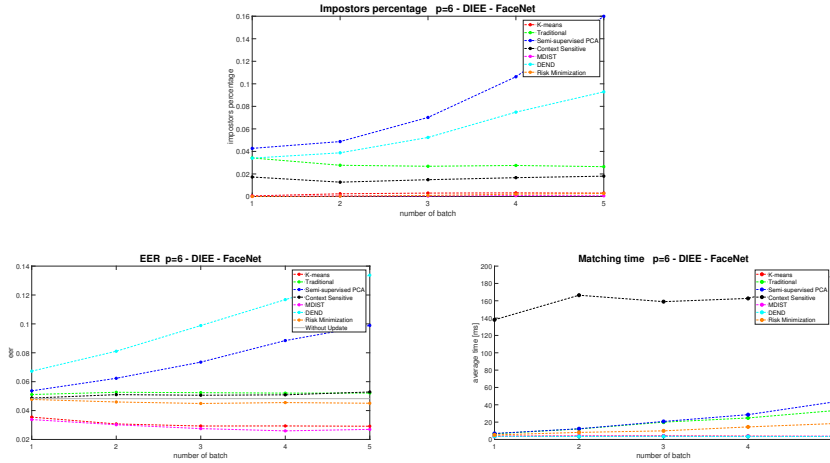 Impostors percentage p=6 - DIEE - FaceNet
0.16
0.14
0.12
0.1
0.08
0.06
0.04
0.02
0
impostors percentage
K-means
Traditional
Semi-supervised PCA
Context Sensitive
MDIST
DEND
Risk Minimization
1
2
3
4
5
number of batch
EER p=6 - DIEE - FaceNet
0.14
0.12
0.1
0.08
0.06
0.04
0.02
eer
K-means
Traditional
Semi-supervised PCA
Context Sensitive
MDIST
DEND
Risk Minimization
Without Update
1
2
3
4
5
number of batch
Matching time p=6 - DIEE - FaceNet
200
180
160
140
120
100
80
60
40
20
0
average time [ms]
K-means
Traditional
Semi-supervised PCA
Context Sensitive
MDIST
DEND
Risk Minimization
1
2
3
4
number of batch